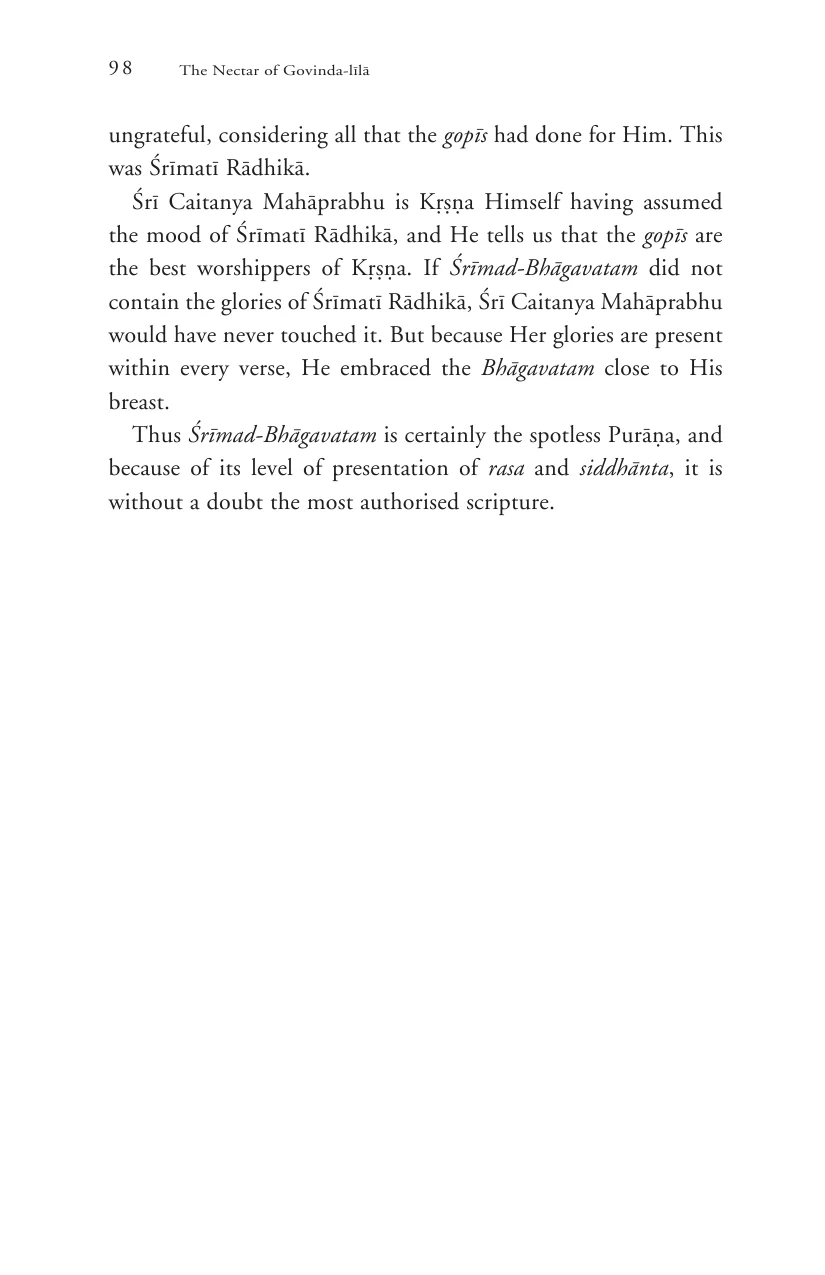 98 The Nectar of Govinda-līlā
ungrateful, considering all that the gopīs had done for Him. This
was Śrīmatī Rādhikā.
Śrī Caitanya Mahāprabhu is Kṛṣṇa Himself having assumed
the mood of Śrīmatī Rādhikā, and He tells us that the gopīs are
the best worshippers of Kṛṣṇa. If Śrīmad-Bhāgavatam did not
contain the glories of Śrīmatī Rādhikā, Śrī Caitanya Mahāprabhu
would have never touched it. But because Her glories are present
within every verse, He embraced the Bhāgavatam close to His
breast.
Thus Śrīmad-Bhāgavatam is certainly the spotless Purāṇa, and
because of its level of presentation of rasa and siddhānta, it is
without a doubt the most authorised scripture.